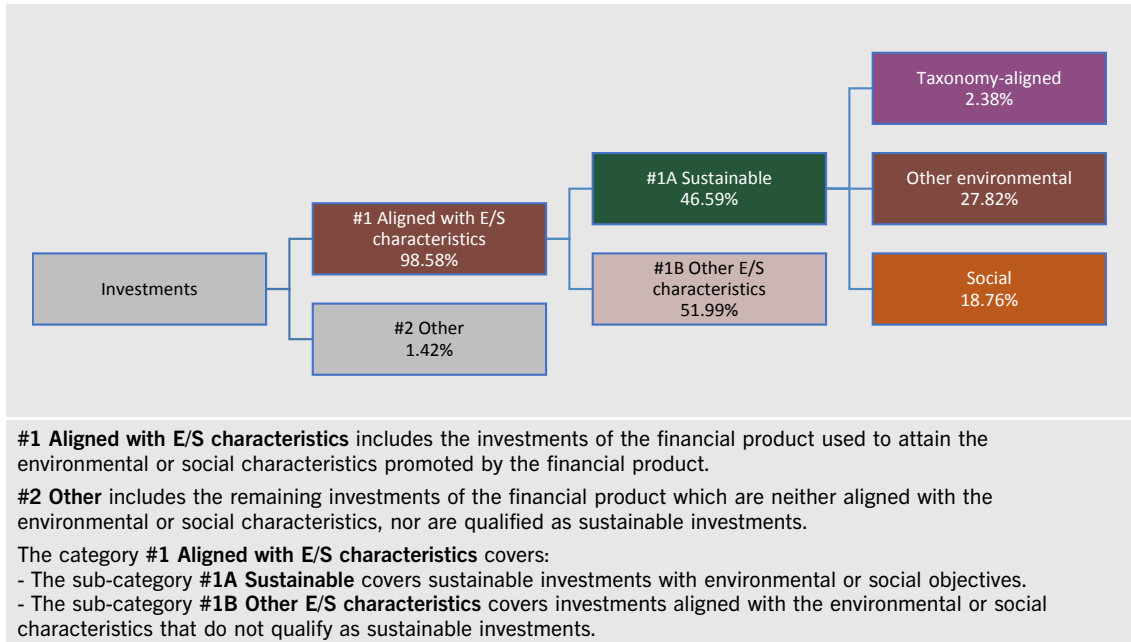 Investments
#1 Aligned with E/S
characteristics
98.58%
#2 Other
1.42%
#1A Sustainable
46.59%
#1B Other E/S
characteristics
51.99%
Taxonomy-aligned
2.38%
Other environmental
27.82%
Social
18.76%
#1 Aligned with E/S characteristics includes the investments of the financial product used to attain the
environmental or social characteristics promoted by the financial product.
#2 Other includes the remaining investments of the financial product which are neither aligned with the
environmental or social characteristics, nor are qualified as sustainable investments.
The category #1 Aligned with E/S characteristics covers:
- The sub-category #1A Sustainable covers sustainable investments with environmental or social objectives.
- The sub-category #1B Other E/S characteristics covers investments aligned with the environmental or social
characteristics that do not qualify as sustainable investments.